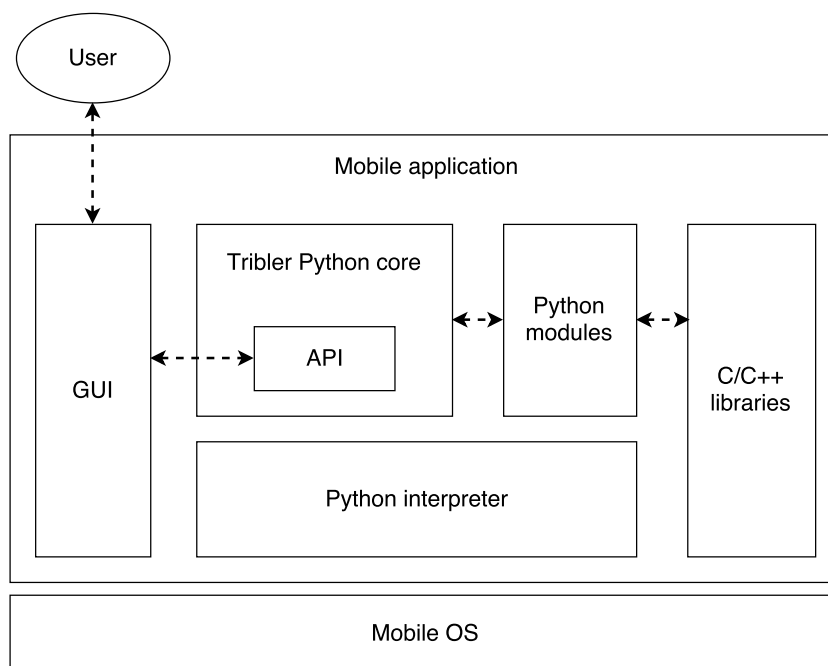 User
Mobile application
Tribler Python core
API
GUI
Python
modules
C/C++
libraries
Python interpreter
Mobile OS